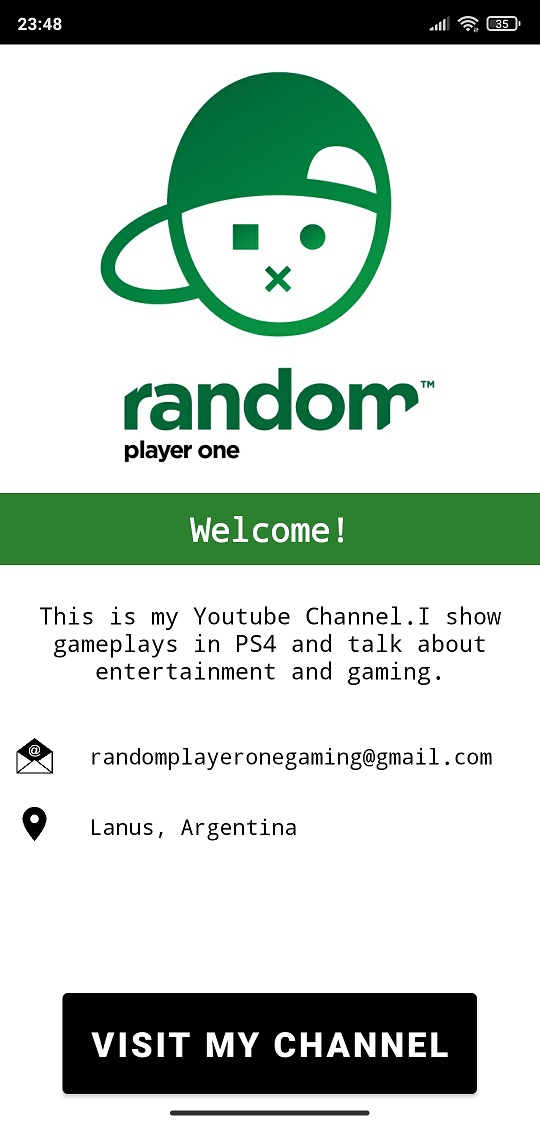 23:48
35
random™
player one
Welcome!
This is my Youtube Channel.I show
gameplays in PS4 and talk about
entertainment and gaming.
@
randomplayeronegaming@gmail.com
Lanus, Argentina
VISIT MY CHANNEL